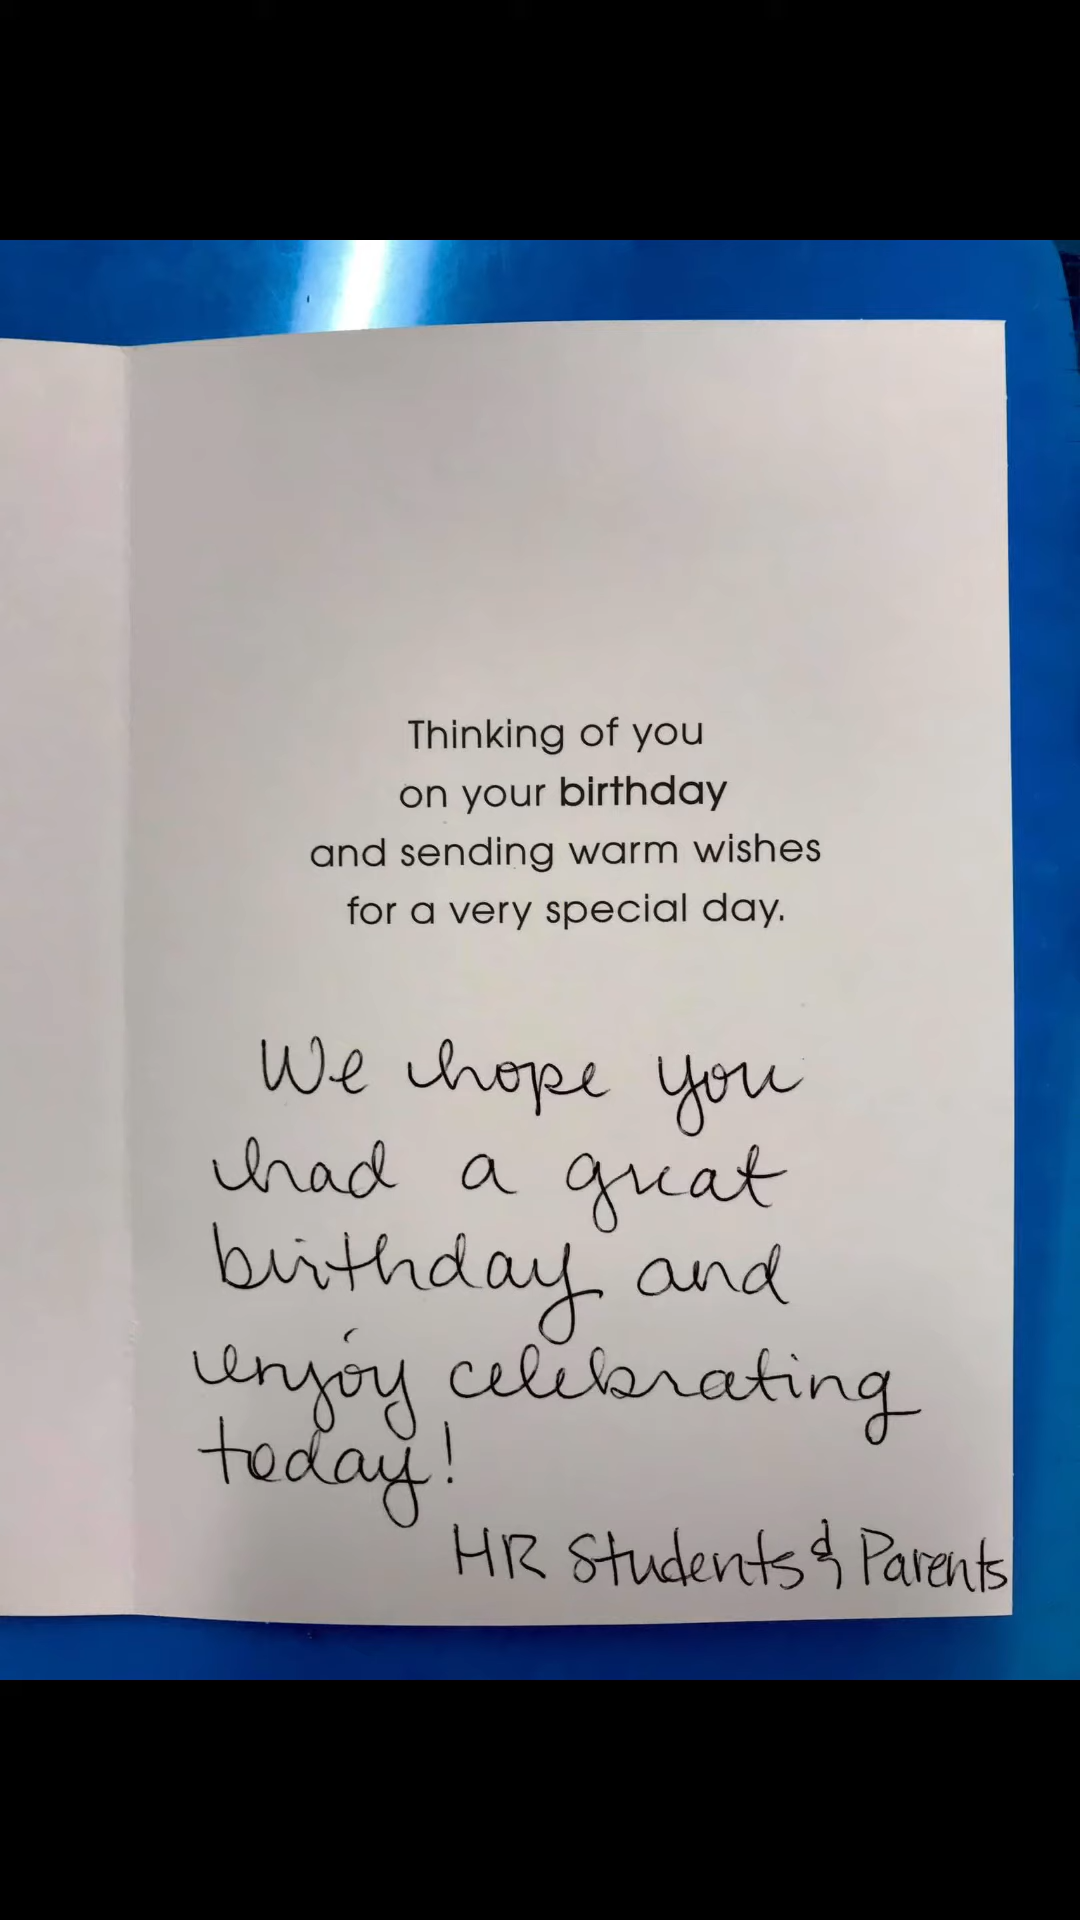 Thinking of you
on your birthday
and sending warm wishes
for a very special day.
We hope you
had a great
birthday and
enjoy celebrating
today!
HR Students & Parents